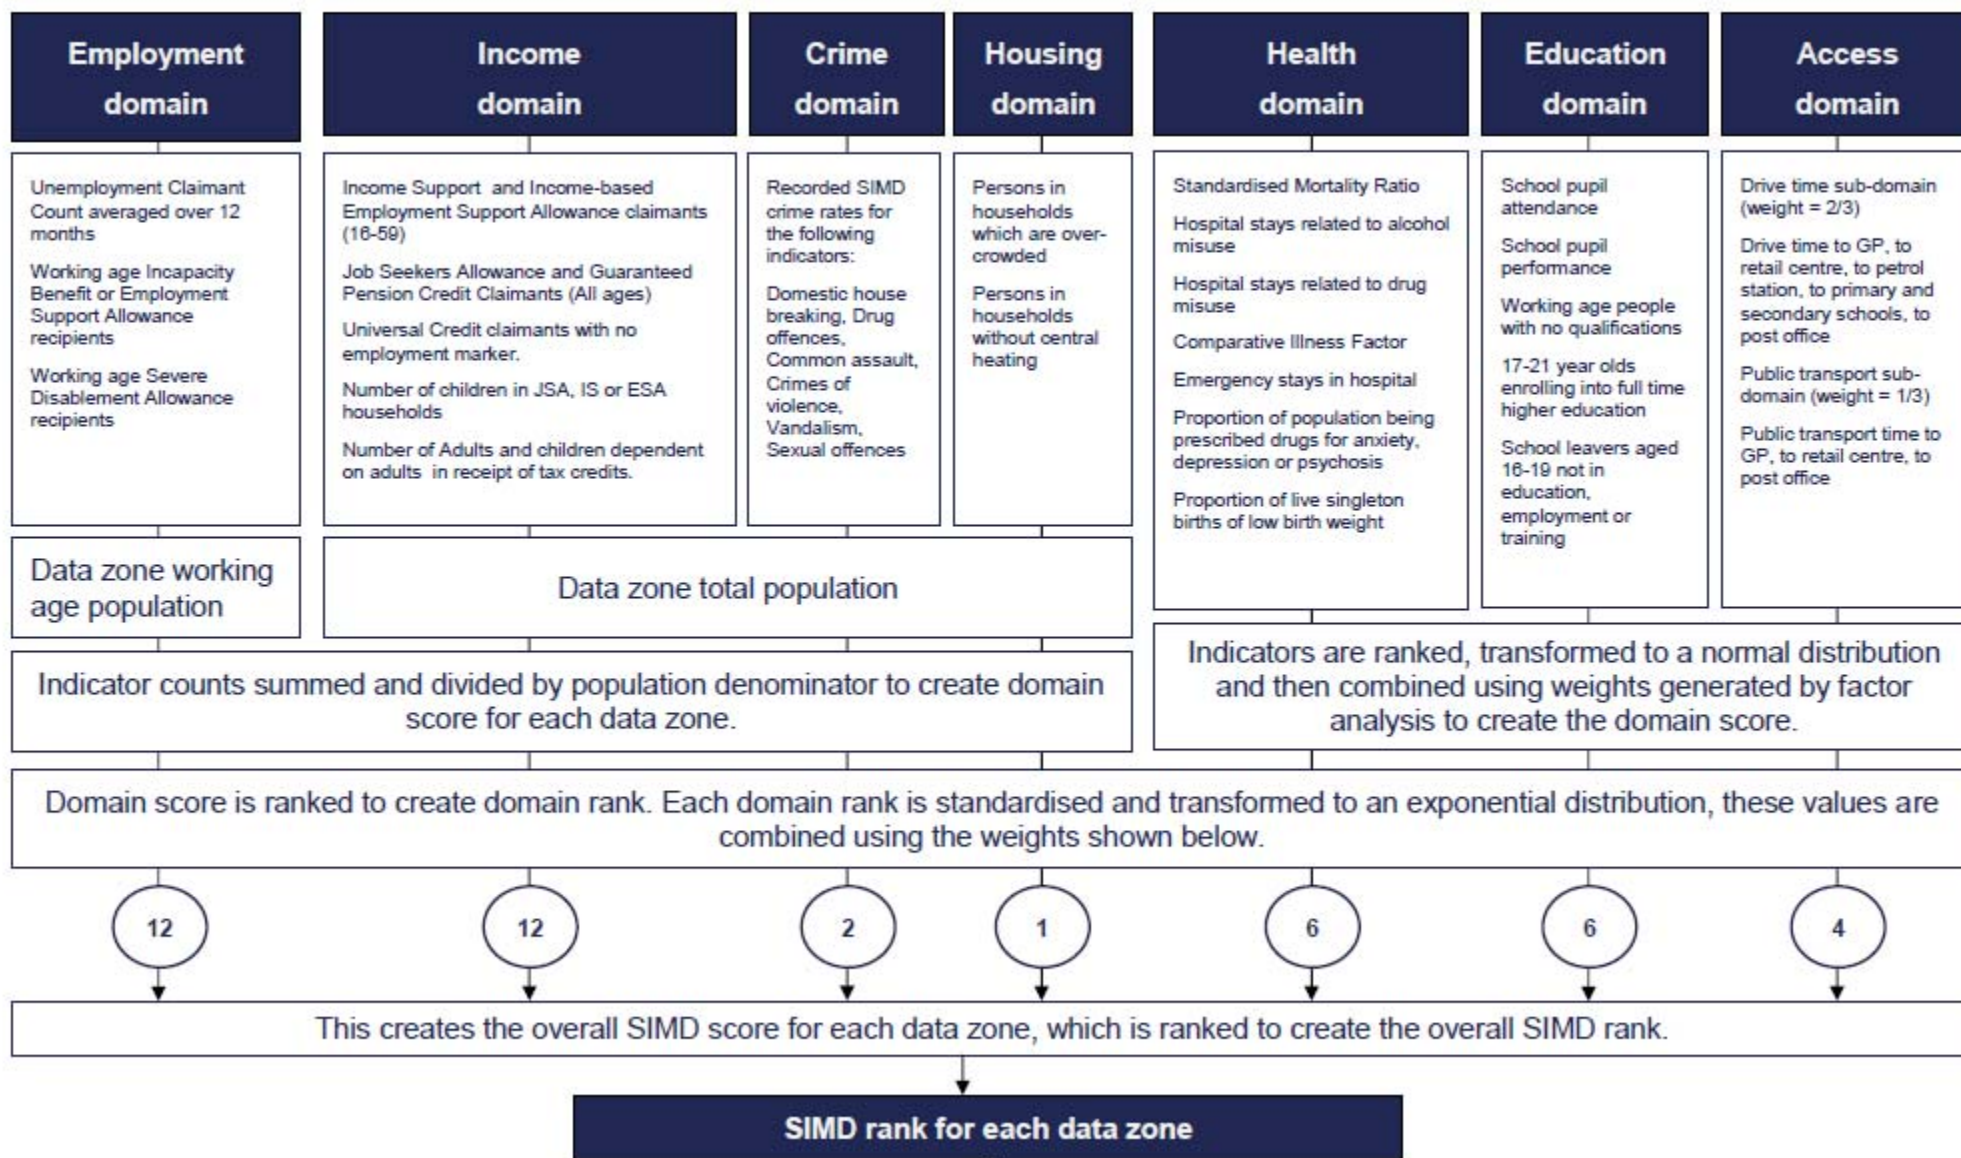 Employment
domain
Income
domain
Crime
domain
Housing
domain
Health
domain
Education
domain
Access
domain
Unemployment Claimant
Count averaged over 12
months
Working age Incapacity
Benefit or Employment
Support Allowance
recipients
Working age Severe
Disablement Allowance
recipients
Income Support and Income-based
Employment Support Allowance claimants
(16-59)
Job Seekers Allowance and Guaranteed
Pension Credit Claimants (All ages)
Universal Credit claimants with no
employment marker.
Number of children in JSA, IS or ESA
households
Number of Adults and children dependent
on adults in receipt of tax credits.
Recorded SIMD
crime rates for
the following
indicators:
Domestic house
breaking, Drug
offences,
Common assault,
Crimes of
violence,
Vandalism,
Sexual offences
Persons in
households
which are over-
crowded
Persons in
households
without central
heating
Standardised Mortality Ratio
Hospital stays related to alcohol
misuse
Hospital stays related to drug
misuse
Comparative Illness Factor
Emergency stays in hospital
Proportion of population being
prescribed drugs for anxiety,
depression or psychosis
Proportion of live singleton
births of low birth weight
School pupil
attendance
School pupil
performance
Working age people
with no qualifications
17-21 year olds
enrolling into full time
higher education
School leavers aged
16-19 not in
education,
employment or
training
Drive time sub-domain
(weight = 2/3)
Drive time to GP, to
retail centre, to petrol
station, to primary and
secondary schools, to
post office
Public transport sub-
domain (weight = 1/3)
Public transport time to
GP, to retail centre, to
post office
Data zone working
age population
Data zone total population
Indicator counts summed and divided by population denominator to create domain
score for each data zone.
Indicators are ranked, transformed to a normal distribution
and then combined using weights generated by factor
analysis to create the domain score.
Domain score is ranked to create domain rank. Each domain rank is standardised and transformed to an exponential distribution, these values are
combined using the weights shown below.
12
12
2
1
6
6
4
This creates the overall SIMD score for each data zone, which is ranked to create the overall SIMD rank.
SIMD rank for each data zone